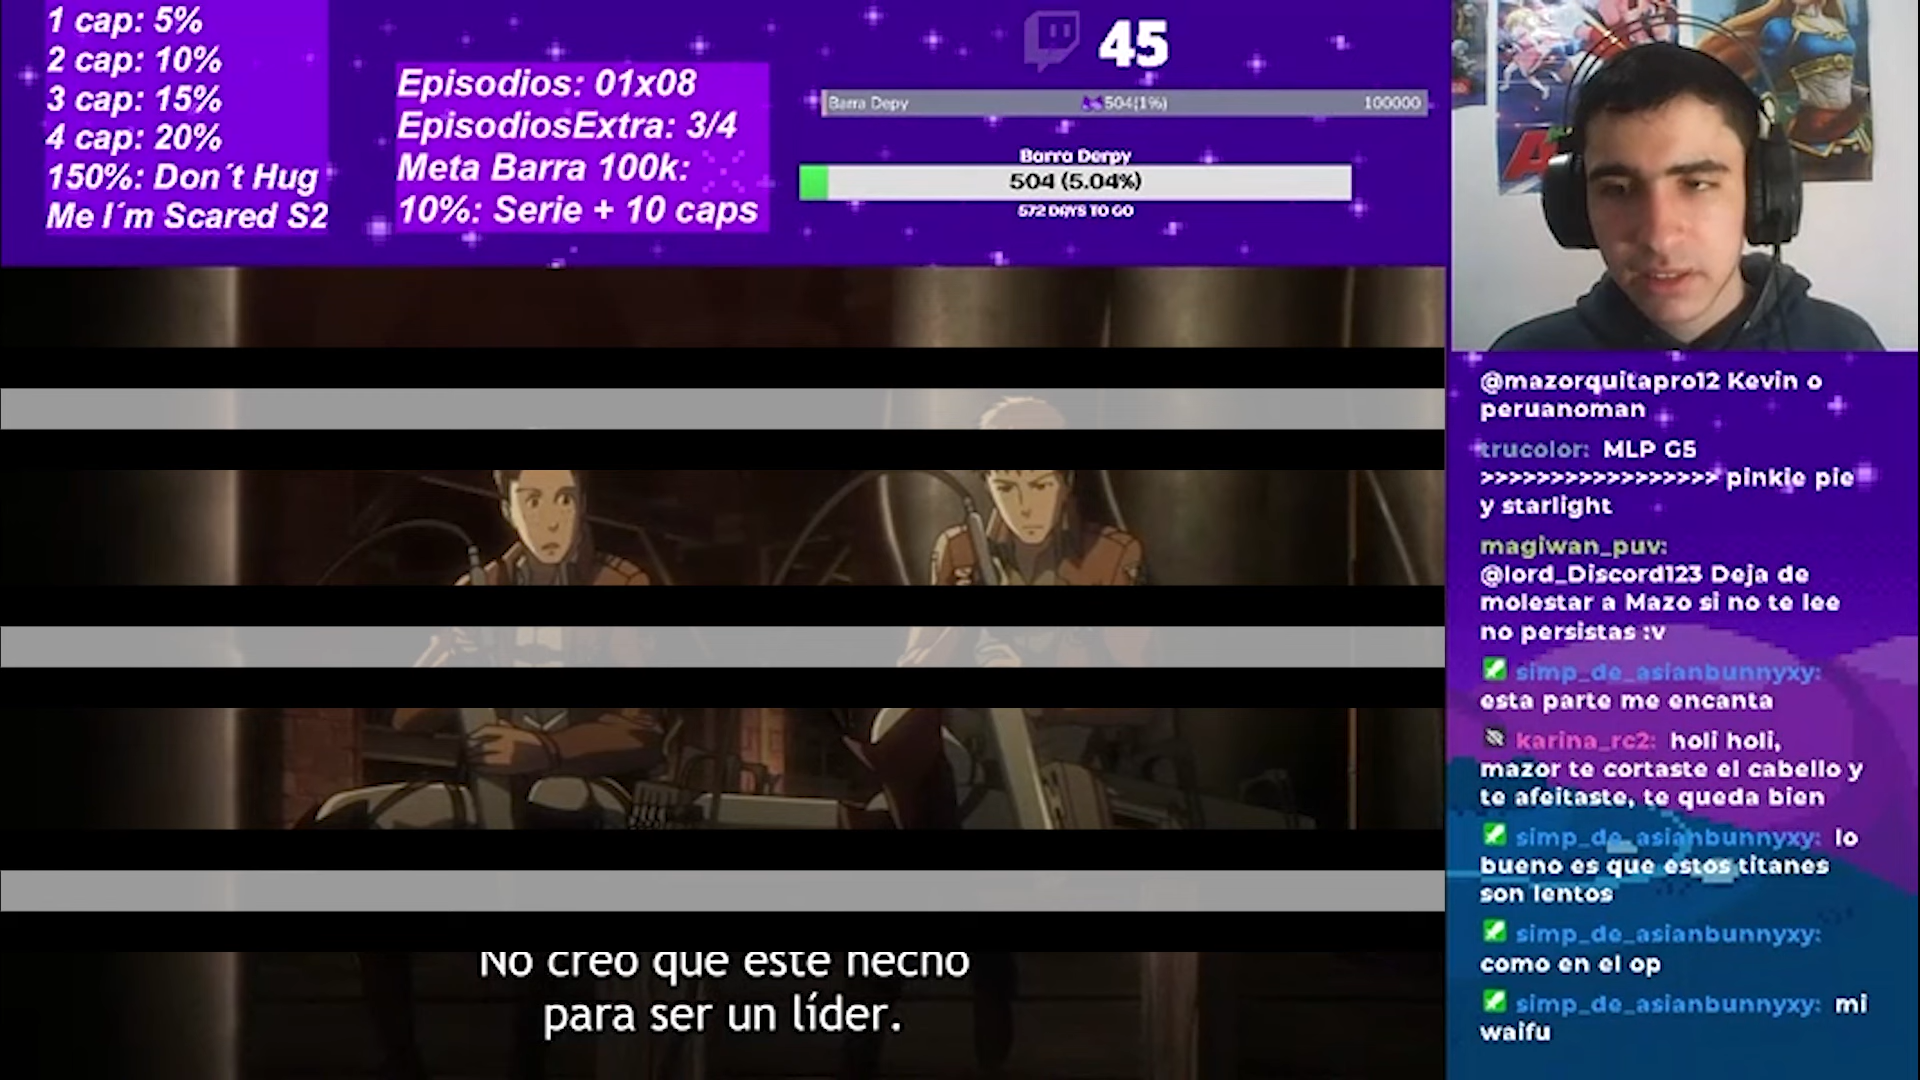 1 cap: 5%
2 cap: 10%
3 cap: 15%
4 cap: 20%
150%: Don´t Hug
Me I´m Scared S2
Episodios: 01x08
EpisodiosExtra: 3/4
Meta Barra 100k:
10%: Serie + 10 caps
45
Barra Depy 504(1%) 100000
Barra Derpy
504 (5.04%)
572 DAYS TO GO
@mazorquitapro12 Kevin o
peruanoman
trucolor: MLP G5
>>>>>>>>>>>>>>>>> pinkie pie
y starlight
magiwan_puv:
@lord_Discord123 Deja de
molestar a Mazo si no te lee
no persistas :v
simp_de_asianbunnyxy:
esta parte me encanta
karina_rc2: holi holi,
mazor te cortaste el cabello y
te afeitaste, te queda bien
simp_de_asianbunnyxy: lo
bueno es que estos titanes
son lentos
simp_de_asianbunnyxy:
como en el op
simp_de_asianbunnyxy: mi
waifu
No creo que esté hecho
para ser un líder.